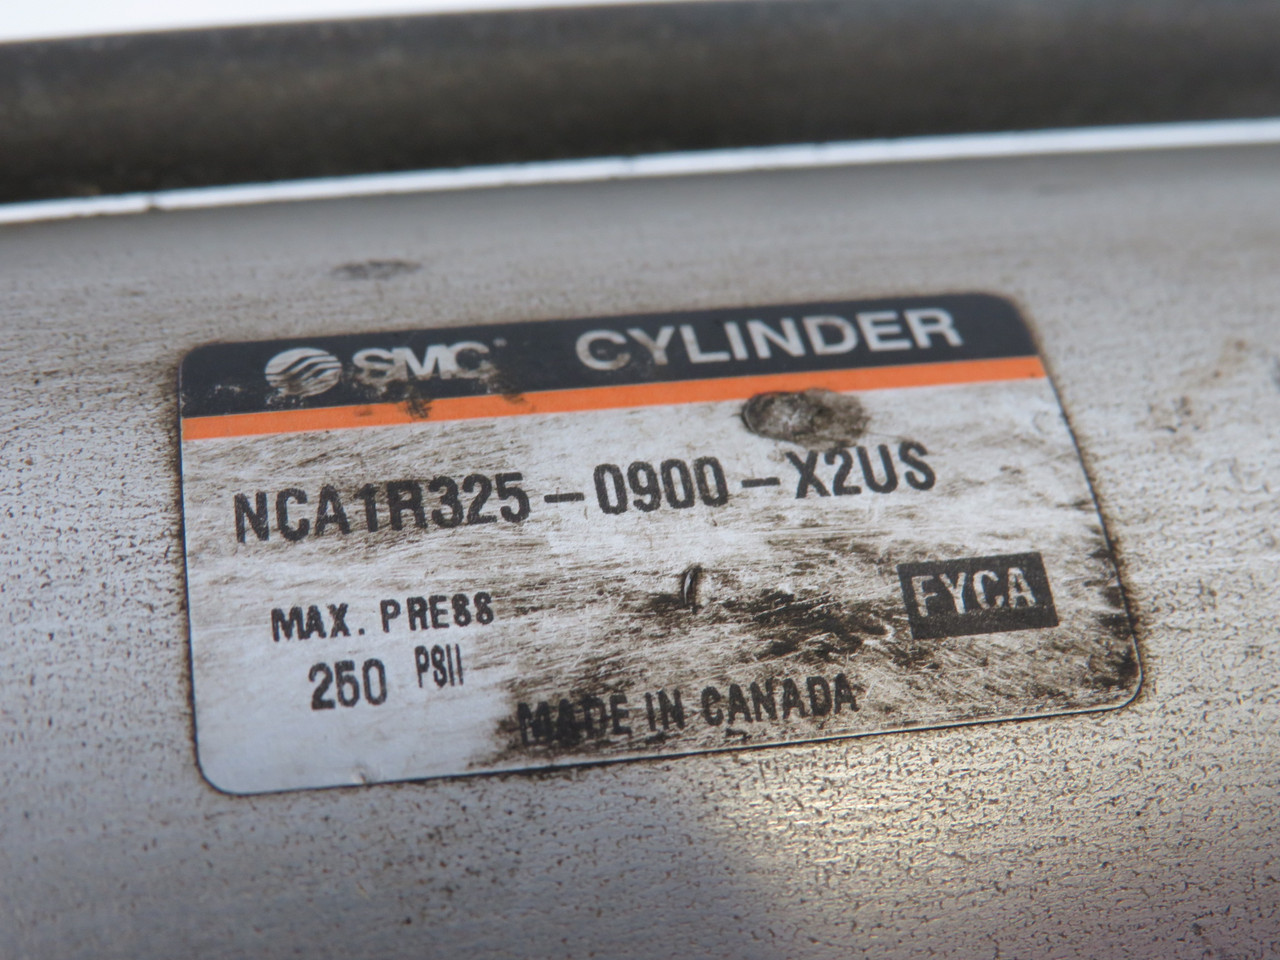 SMC CYLINDER
NCA1R325-0900-X2US
MAX. PRESS
250 PSI
FYCA
MADE IN CANADA